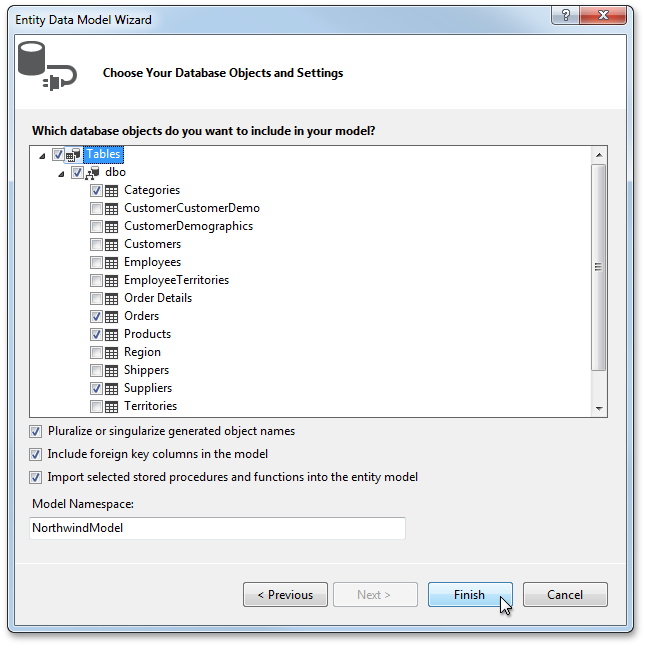 Entity Data Model Wizard
?
Choose Your Database Objects and Settings
Which database objects do you want to include in your model?
Tables
dbo
Categories
CustomerCustomerDemo
CustomerDemographics
Customers
Employees
EmployeeTerritories
Order Details
Orders
Products
Region
Shippers
Suppliers
Territories
Pluralize or singularize generated object names
Include foreign key columns in the model
Import selected stored procedures and functions into the entity model
Model Namespace:
NorthwindModel
< Previous Next > Finish Cancel